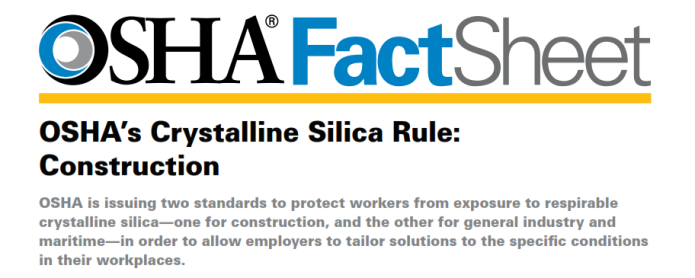 OSHA® FactSheet
OSHA's Crystalline Silica Rule:
Construction
OSHA is issuing two standards to protect workers from exposure to respirable
crystalline silica—one for construction, and the other for general industry and
maritime—in order to allow employers to tailor solutions to the specific conditions
in their workplaces.